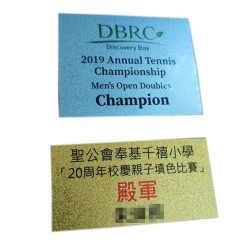 DBRC
Discovery Bay
2019 Annual Tennis
Championship
Men's Open Doubles
Champion
聖公會奉基千禧小學
「20周年校慶親子填色比賽」
殿軍